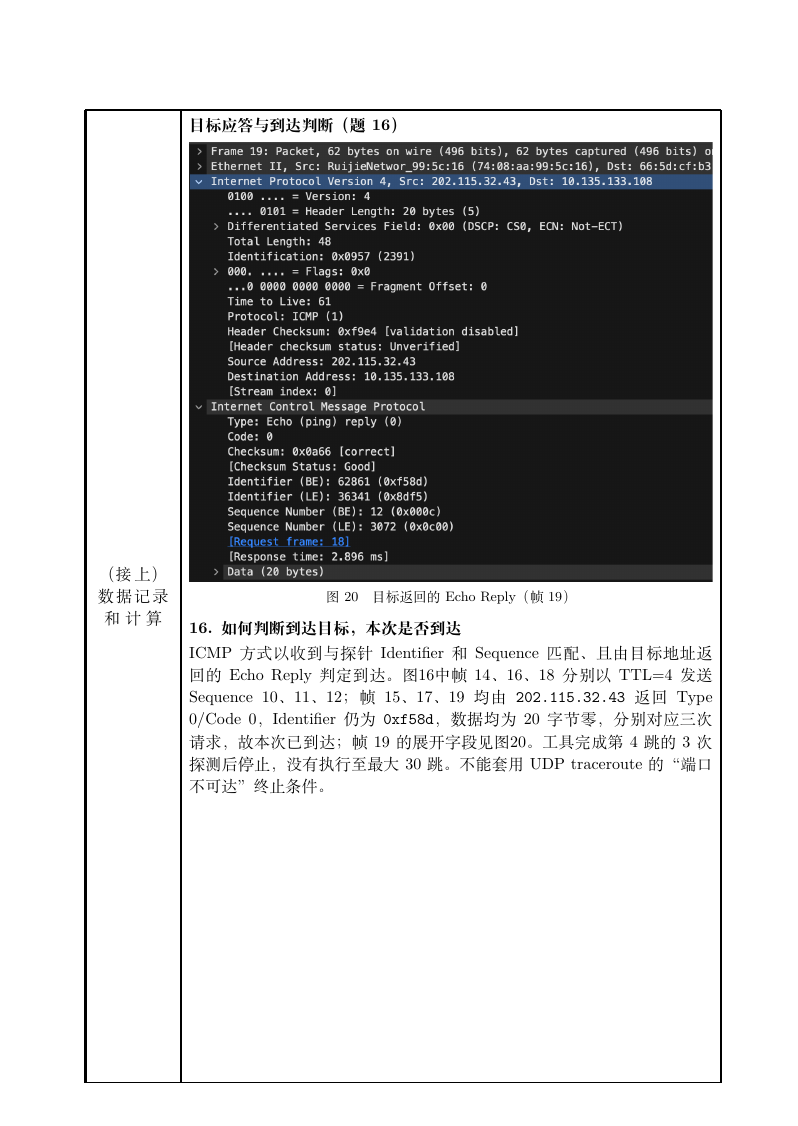 目标应答与到达判断（题 16）
Frame 19: Packet, 62 bytes on wire (496 bits), 62 bytes captured (496 bits) o
Ethernet II, Src: RuijieNetwor_99:5c:16 (74:08:aa:99:5c:16), Dst: 66:5d:cf:b3
Internet Protocol Version 4, Src: 202.115.32.43, Dst: 10.135.133.108
0100 .... = Version: 4
.... 0101 = Header Length: 20 bytes (5)
Differentiated Services Field: 0x00 (DSCP: CS0, ECN: Not-ECT)
Total Length: 48
Identification: 0x0957 (2391)
000. .... = Flags: 0x0
...0 0000 0000 0000 = Fragment Offset: 0
Time to Live: 61
Protocol: ICMP (1)
Header Checksum: 0xf9e4 [validation disabled]
[Header checksum status: Unverified]
Source Address: 202.115.32.43
Destination Address: 10.135.133.108
[Stream index: 0]
Internet Control Message Protocol
Type: Echo (ping) reply (0)
Code: 0
Checksum: 0x0a66 [correct]
[Checksum Status: Good]
Identifier (BE): 62861 (0xf58d)
Identifier (LE): 36341 (0x8df5)
Sequence Number (BE): 12 (0x000c)
Sequence Number (LE): 3072 (0x0c00)
[Request frame: 18]
[Response time: 2.896 ms]
Data (20 bytes)
图 20 目标返回的 Echo Reply（帧 19）
（接上）
数据记录
和 计 算
16. 如何判断到达目标，本次是否到达
ICMP 方式以收到与探针 Identifier 和 Sequence 匹配、且由目标地址返
回的 Echo Reply 判定到达。图16中帧 14、16、18 分别以 TTL=4 发送
Sequence 10、11、12；帧 15、17、19 均由 202.115.32.43 返回 Type
0/Code 0，Identifier 仍为 0xf58d，数据均为 20 字节零，分别对应三次
请求，故本次已到达；帧 19 的展开字段见图20。工具完成第 4 跳的 3 次
探测后停止，没有执行至最大 30 跳。不能套用 UDP traceroute 的“端口
不可达”终止条件。